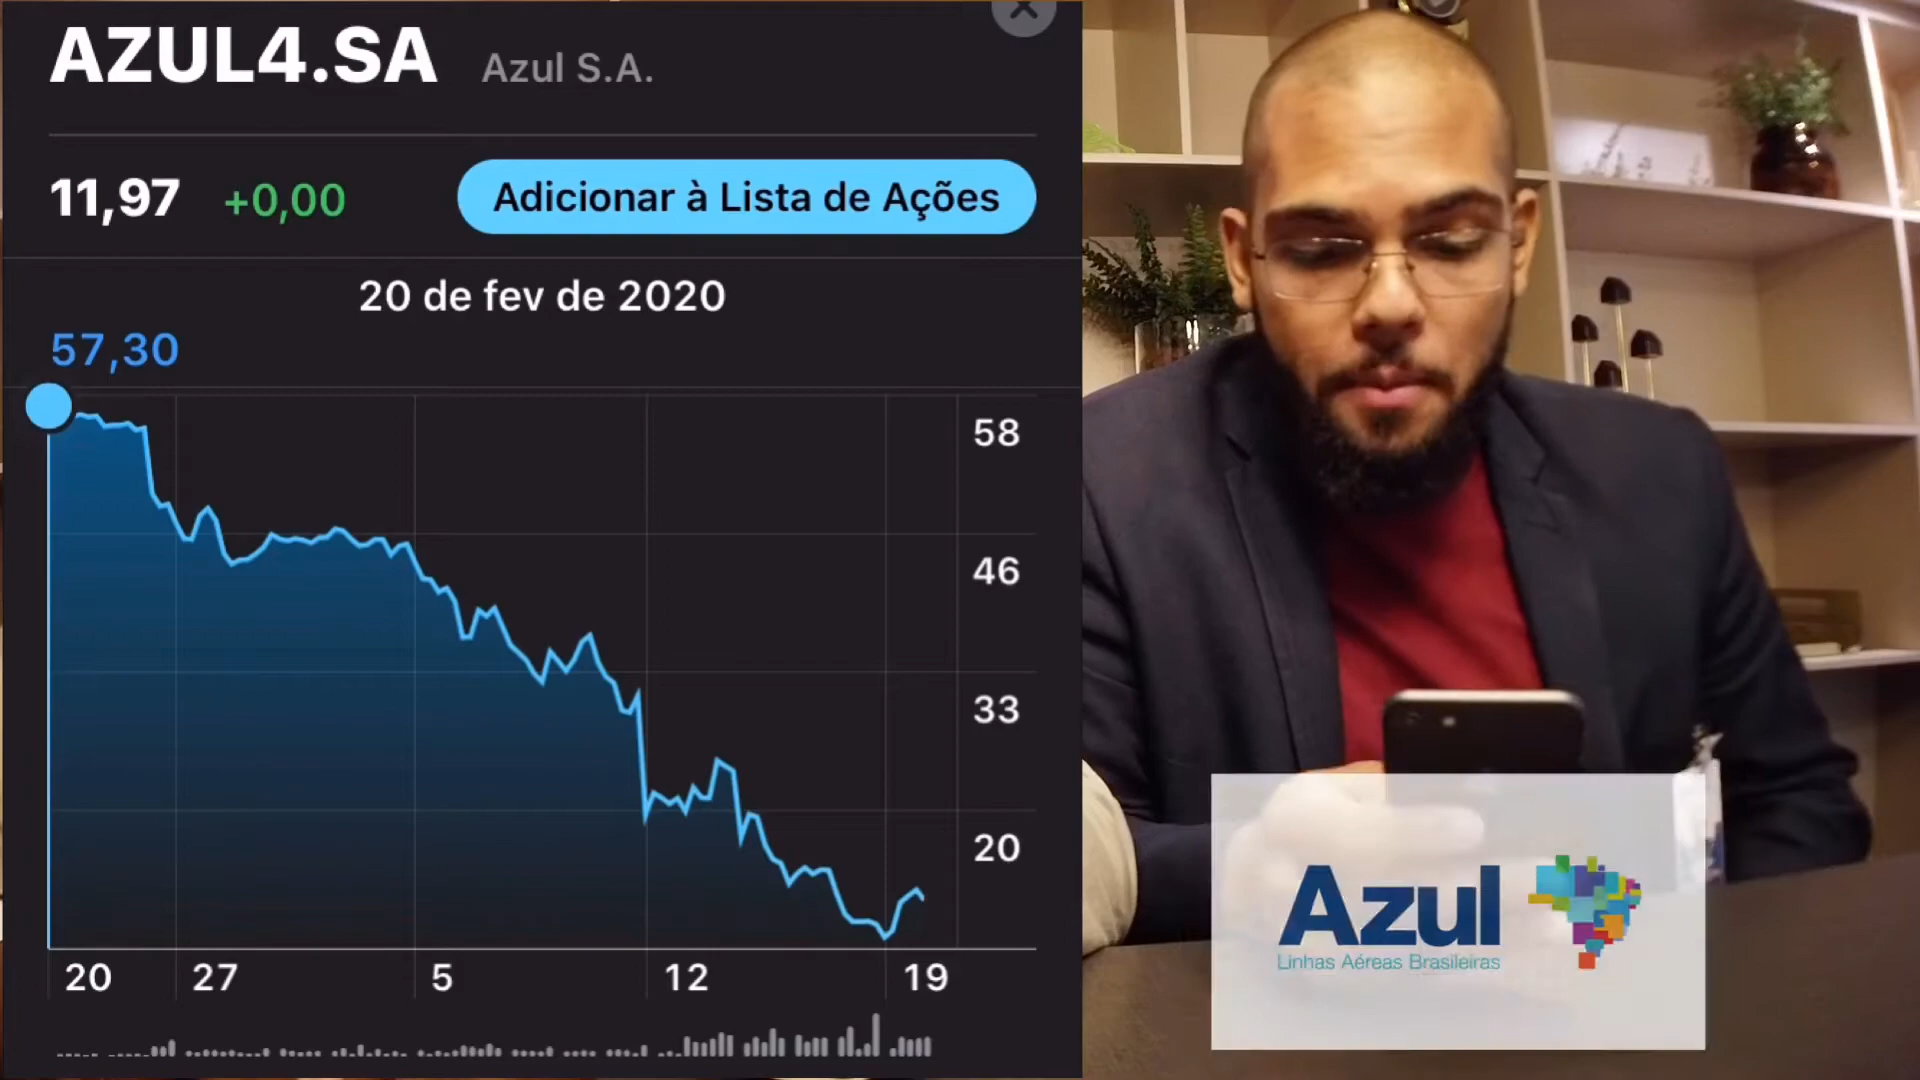 AZUL4.SA Azul S.A.
11,97 +0,00 Adicionar à Lista de Ações
20 de fev de 2020
57,30
58
46
33
20
20 27 5 12 19
Azul
Linhas Aéreas Brasileiras